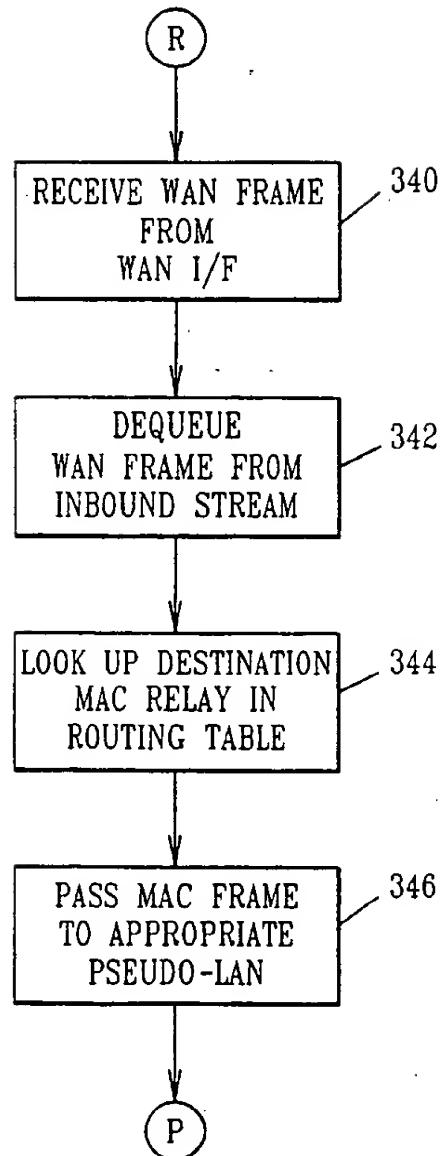 R
RECEIVE WAN FRAME
FROM
WAN I/F
340
DEQUEUE
WAN FRAME FROM
INBOUND STREAM
342
LOOK UP DESTINATION
MAC RELAY IN
ROUTING TABLE
344
PASS MAC FRAME
TO APPROPRIATE
PSEUDO-LAN
346
P